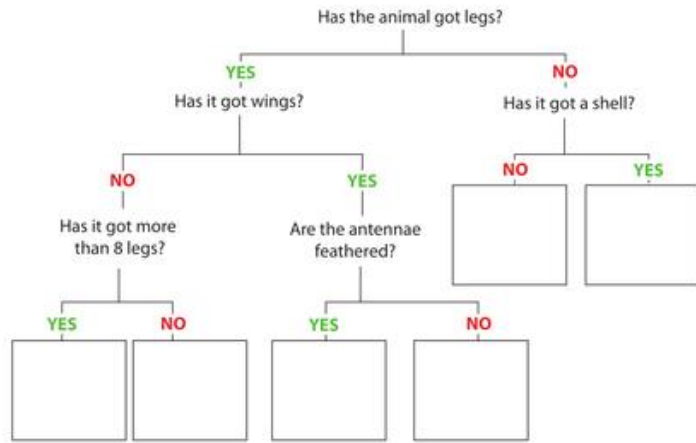 Has the animal got legs?
YES
NO
Has it got wings?
Has it got a shell?
NO
YES
NO
YES
Has it got more
than 8 legs?
Are the antennae
feathered?
YES
NO
YES
NO